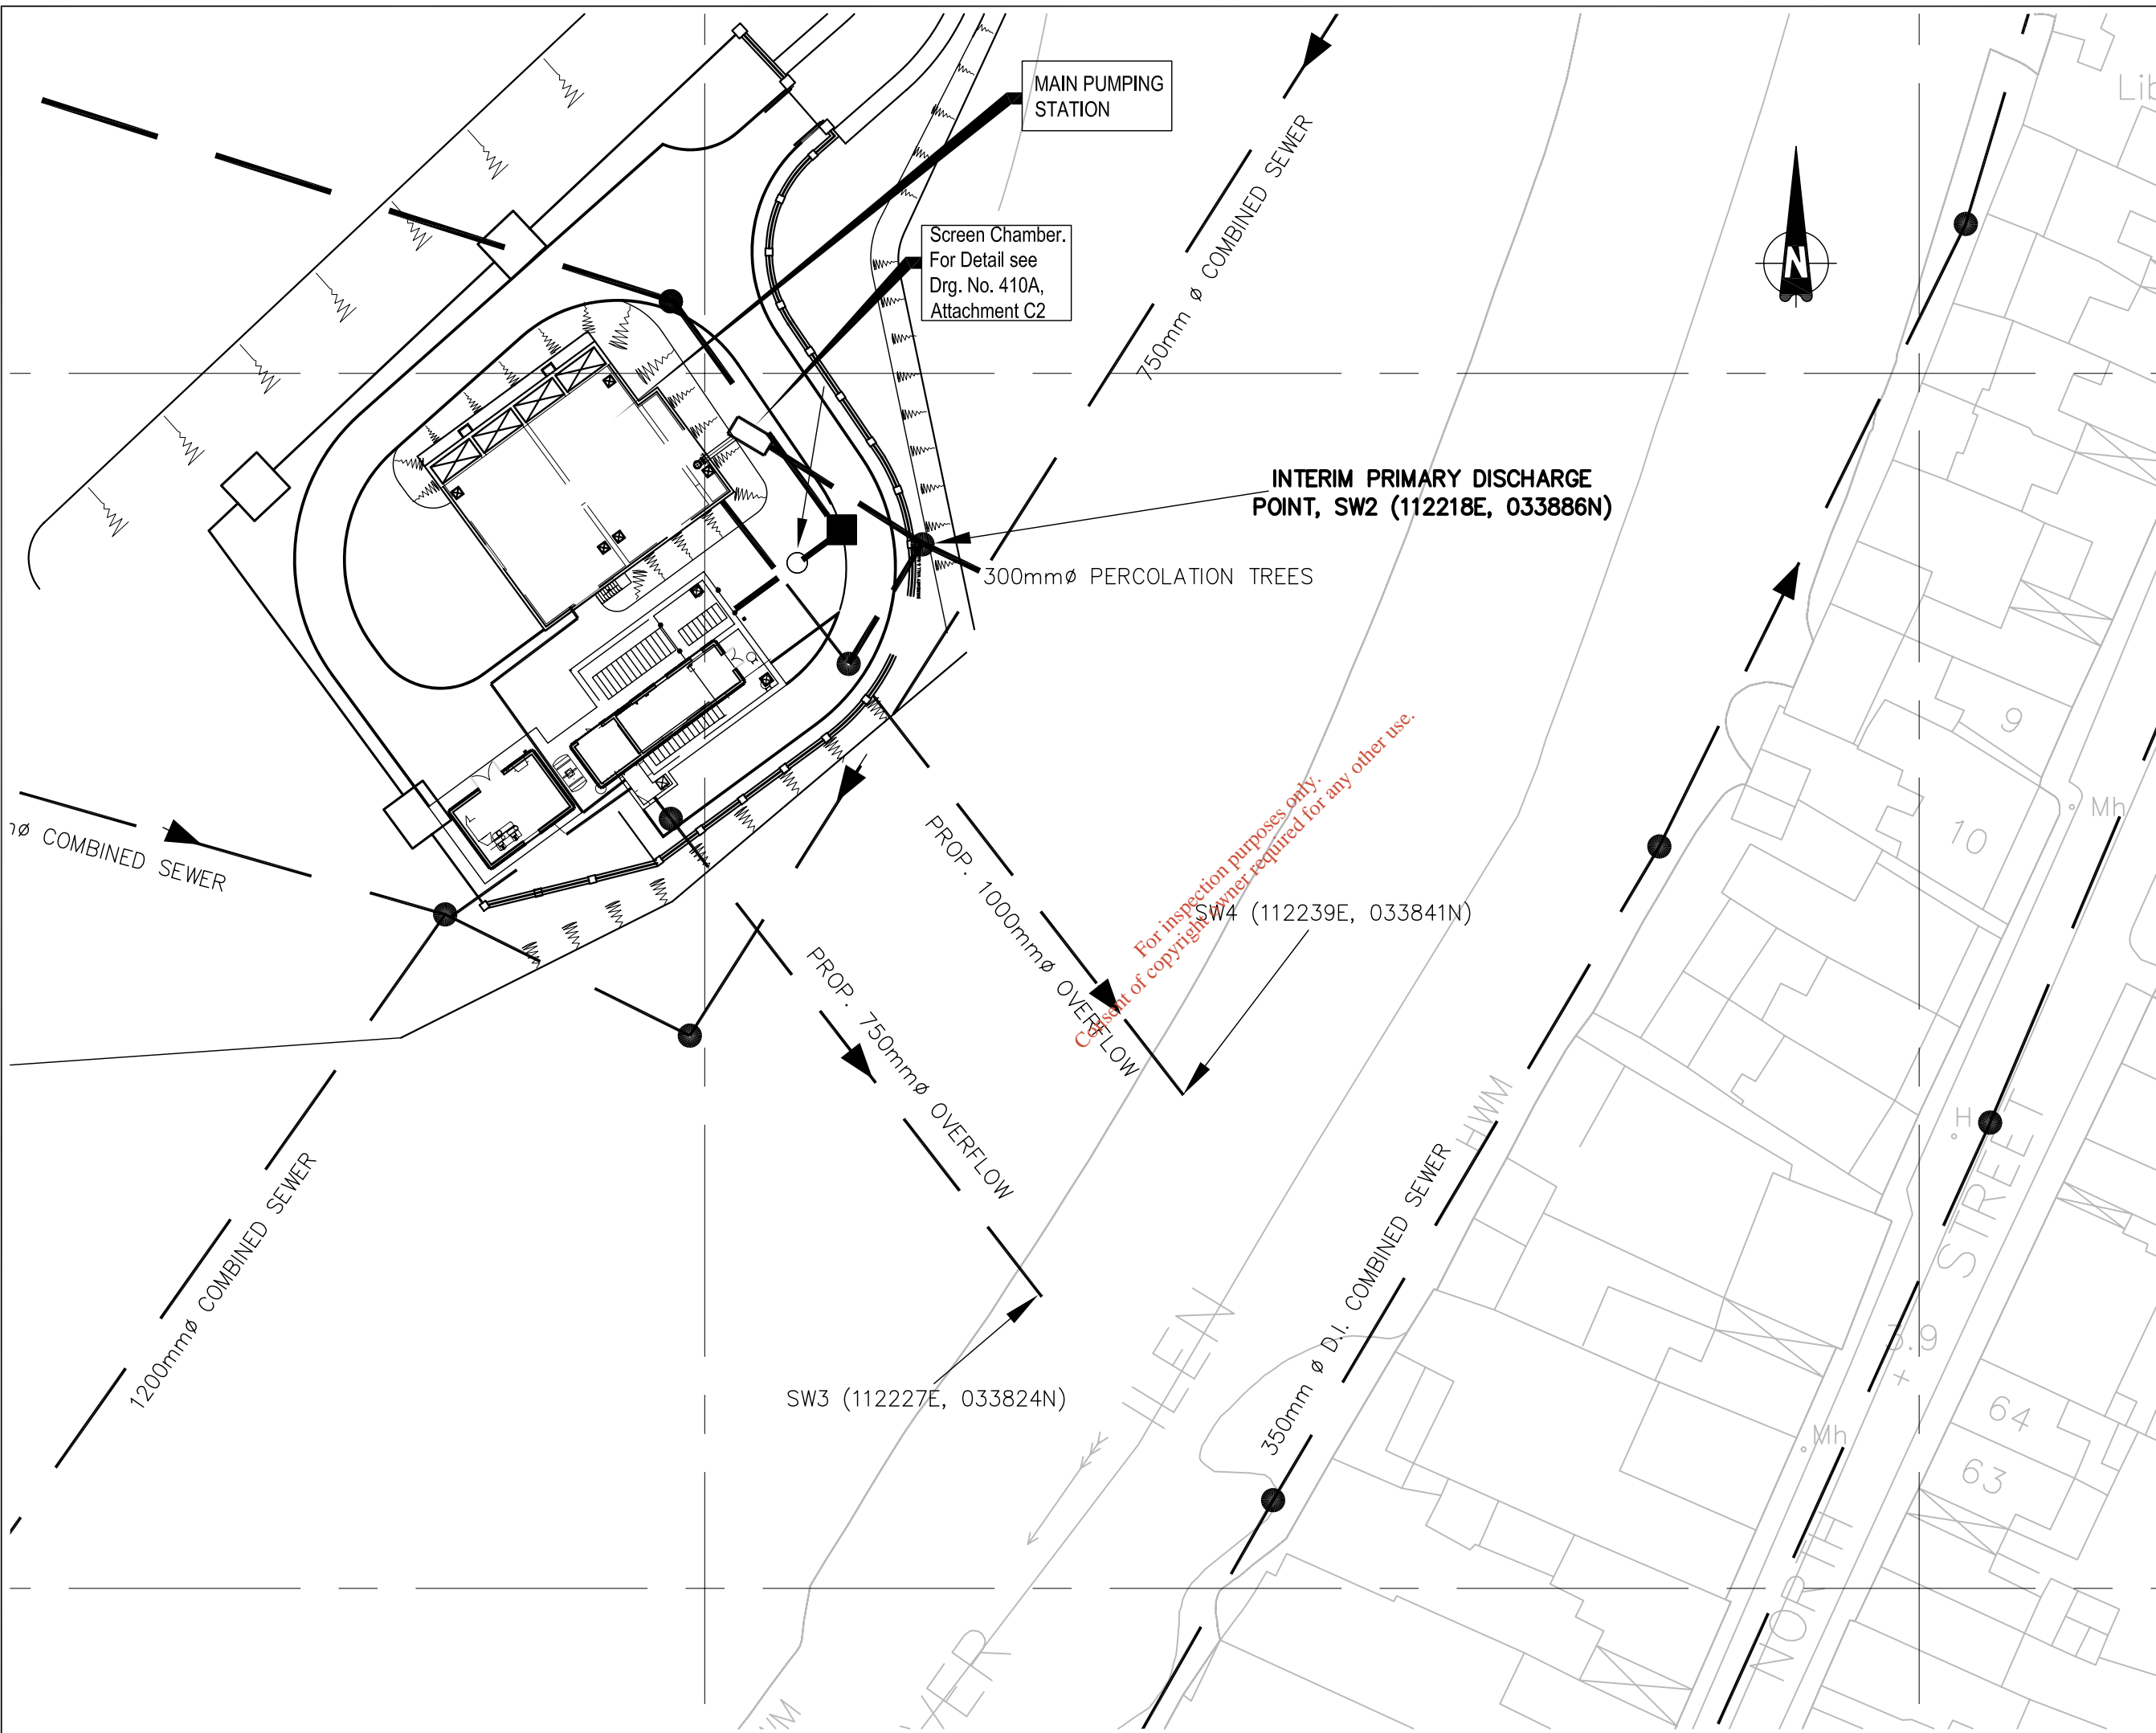 MAIN PUMPING
STATION
Screen Chamber.
For Detail see
Drg. No. 410A,
Attachment C2
750mm ø COMBINED SEWER
N
INTERIM PRIMARY DISCHARGE
POINT, SW2 (112218E, 033886N)
300mmø PERCOLATION TREES
ø COMBINED SEWER
PROP. 1000mmø OVERFLOW
PROP. 750mmø OVERFLOW
For inspection purposes only.
Consent of copyright owner required for any other use.
SW4 (112239E, 033841N)
1200mmø COMBINED SEWER
SW3 (112227E, 033824N)
350mm ø D.I. COMBINED SEWER
HWM
ILEN
Lib
9
10
Mh
H
NORTH STREET
3.9
64
63
Mh